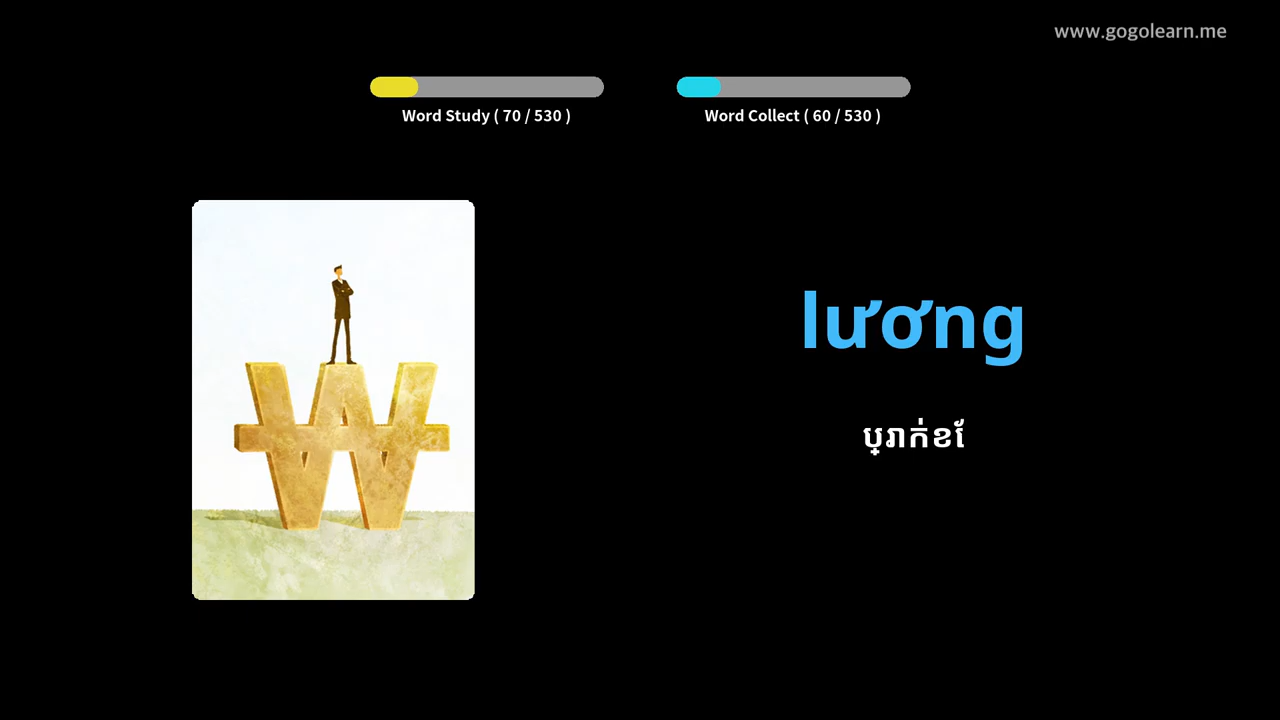 www.gogolearn.me
Word Study ( 70 / 530 )
Word Collect ( 60 / 530 )
lương
ប្រាក់ខែ